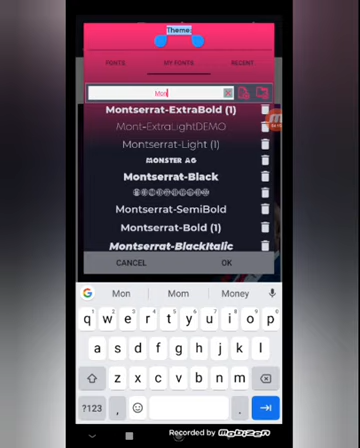 Theme:
FONTS
MY FONTS
RECENT
Mon
Montserrat-ExtraBold (1)
Mont-ExtraLightDEMO
Montserrat-Light (1)
MONSTER AG
Montserrat-Black
Montserrat-SemiBold
Montserrat-Bold (1)
Montserrat-BlackItalic
CANCEL
OK
Mon
Mom
Money
q w e r t y u i o p
a s d f g h j k l
z x c v b n m
?123 , .
Recorded by Mobizen